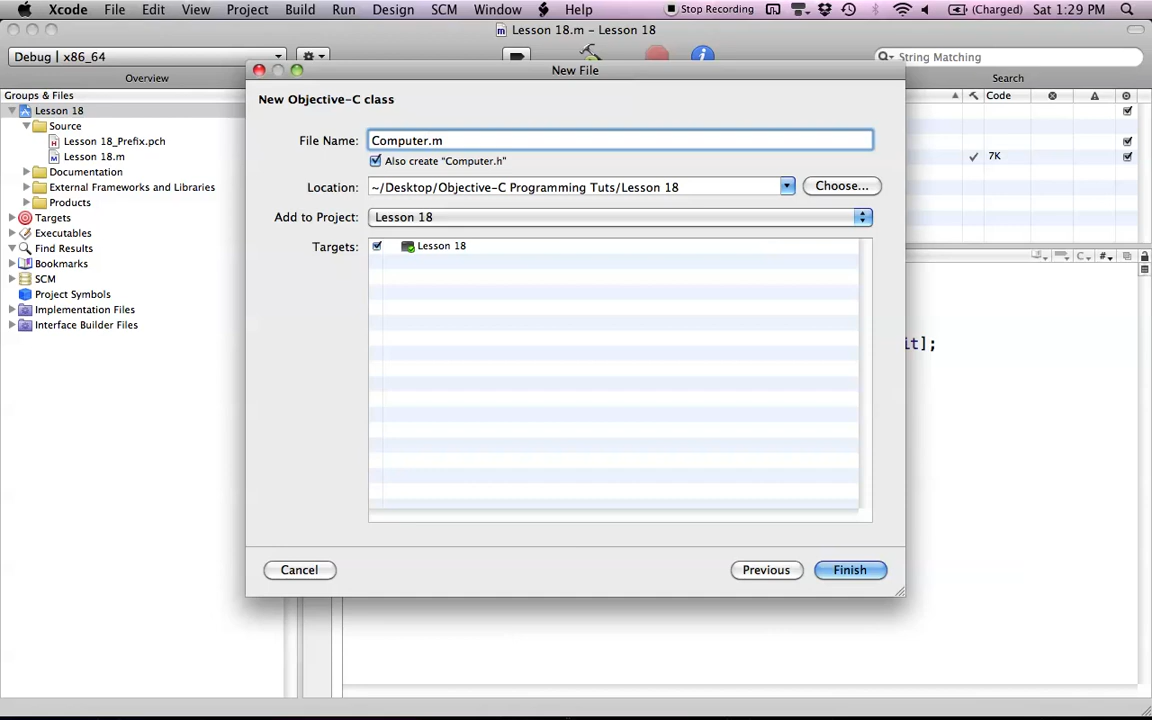 Xcode File Edit View Project Build Run Design SCM Window Help Stop Recording (Charged) Sat 1:29 PM
Lesson 18.m – Lesson 18
Debug | x86_64
String Matching
Overview
Search
New File
Groups & Files
Code
Lesson 18
Source
Lesson 18_Prefix.pch
Lesson 18.m
7K
Documentation
External Frameworks and Libraries
Products
Targets
Executables
Find Results
Bookmarks
SCM
Project Symbols
Implementation Files
Interface Builder Files
New Objective-C class
File Name: Computer.m
Also create "Computer.h"
Location: ~/Desktop/Objective-C Programming Tuts/Lesson 18 Choose...
Add to Project: Lesson 18
Targets: Lesson 18
C #
it];
Cancel Previous Finish